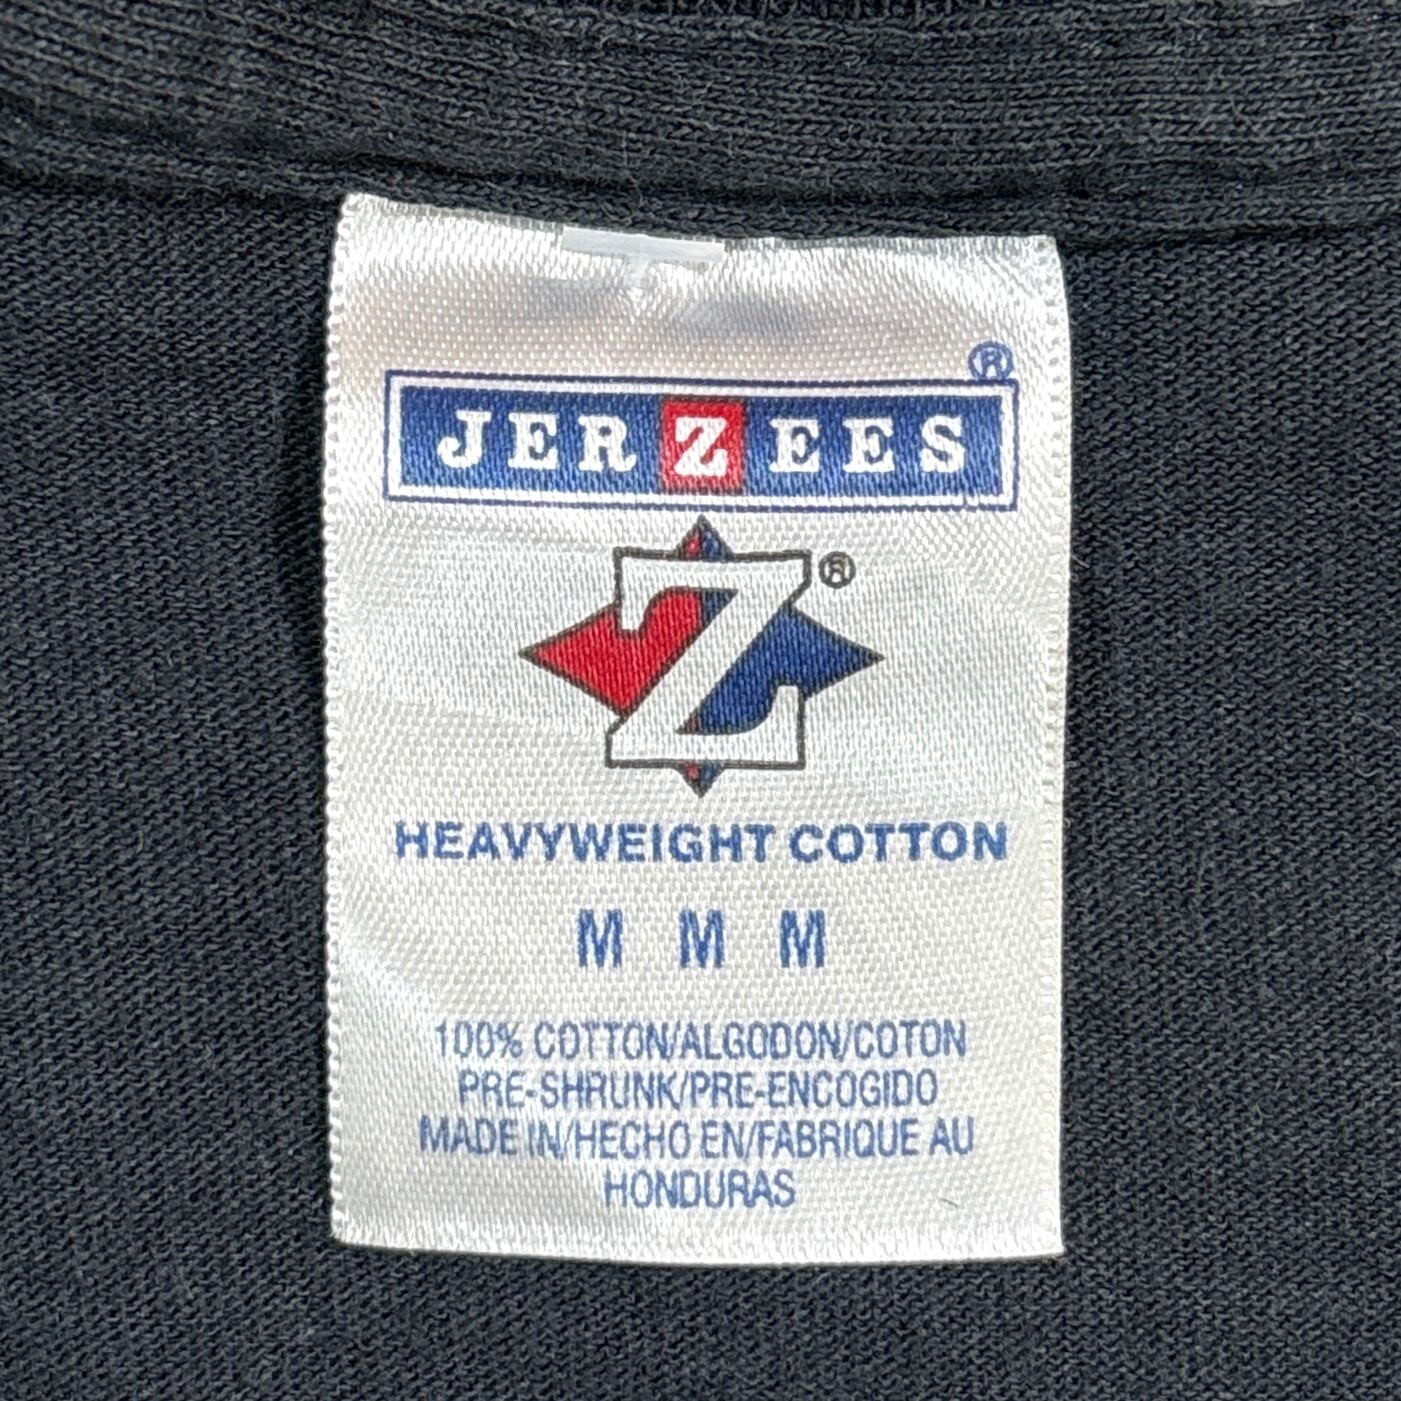 ®
JERZEES
Z®
HEAVYWEIGHT COTTON
M M M
100% COTTON/ALGODON/COTON
PRE-SHRUNK/PRE-ENCOGIDO
MADE IN/HECHO EN/FABRIQUE AU
HONDURAS